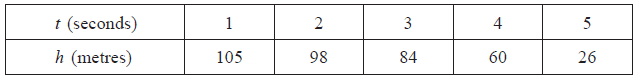 t (seconds) 1 2 3 4 5
h (metres) 105 98 84 60 26